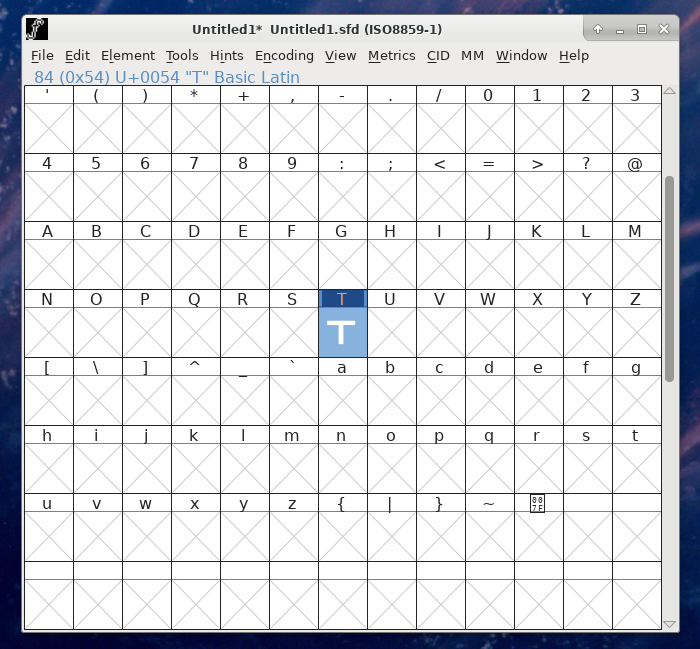 Untitled1* Untitled1.sfd (ISO8859-1)
File Edit Element Tools Hints Encoding View Metrics CID MM Window Help
84 (0x54) U+0054 "T" Basic Latin
' ( ) * + , - . / 0 1 2 3
4 5 6 7 8 9 : ; < = > ? @
A B C D E F G H I J K L M
N O P Q R S T U V W X Y Z
T
[ \ ] ^ _ ` a b c d e f g
h i j k l m n o p q r s t
u v w x y z { | } ~ 007F